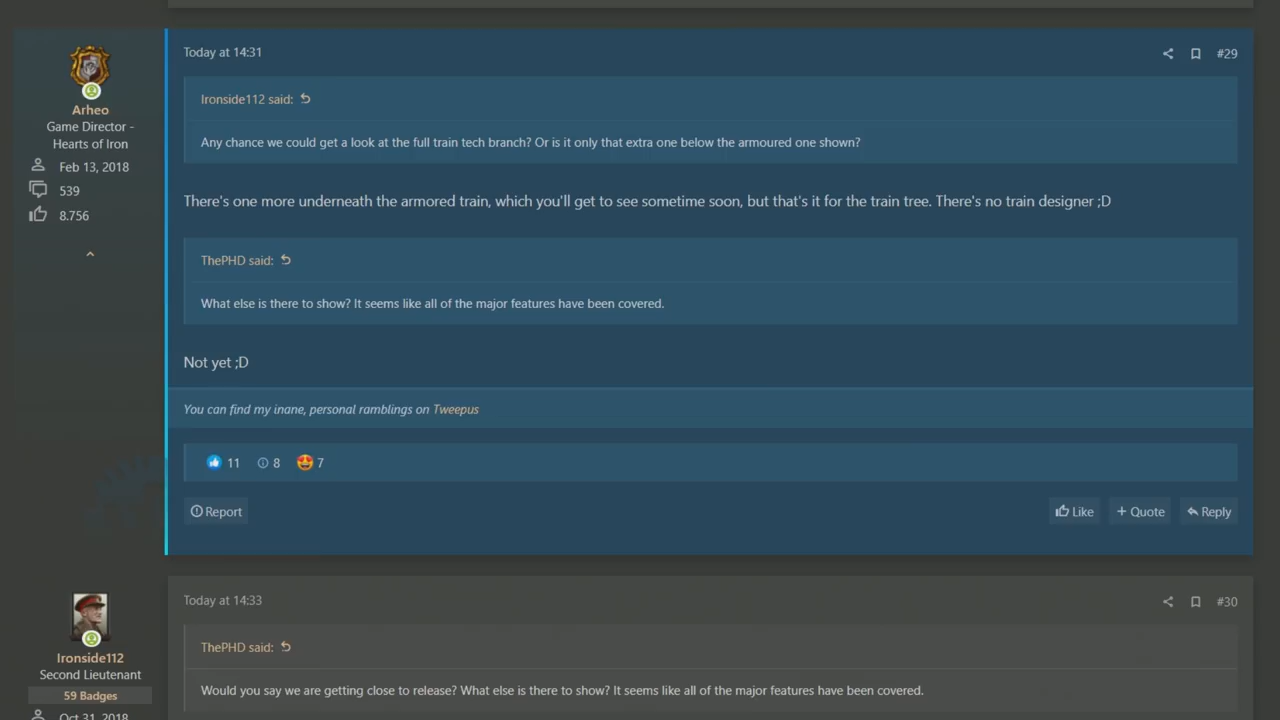 Today at 14:31
#29
Arheo
Game Director -
Hearts of Iron
Feb 13, 2018
539
8.756
Ironside112 said:
Any chance we could get a look at the full train tech branch? Or is it only that extra one below the armoured one shown?
There's one more underneath the armored train, which you'll get to see sometime soon, but that's it for the train tree. There's no train designer ;D
ThePHD said:
What else is there to show? It seems like all of the major features have been covered.
Not yet ;D
You can find my inane, personal ramblings on Tweepus
11 8 7
Report
Like Quote Reply
Today at 14:33
#30
Ironside112
Second Lieutenant
59 Badges
Oct 31, 2018
ThePHD said:
Would you say we are getting close to release? What else is there to show? It seems like all of the major features have been covered.